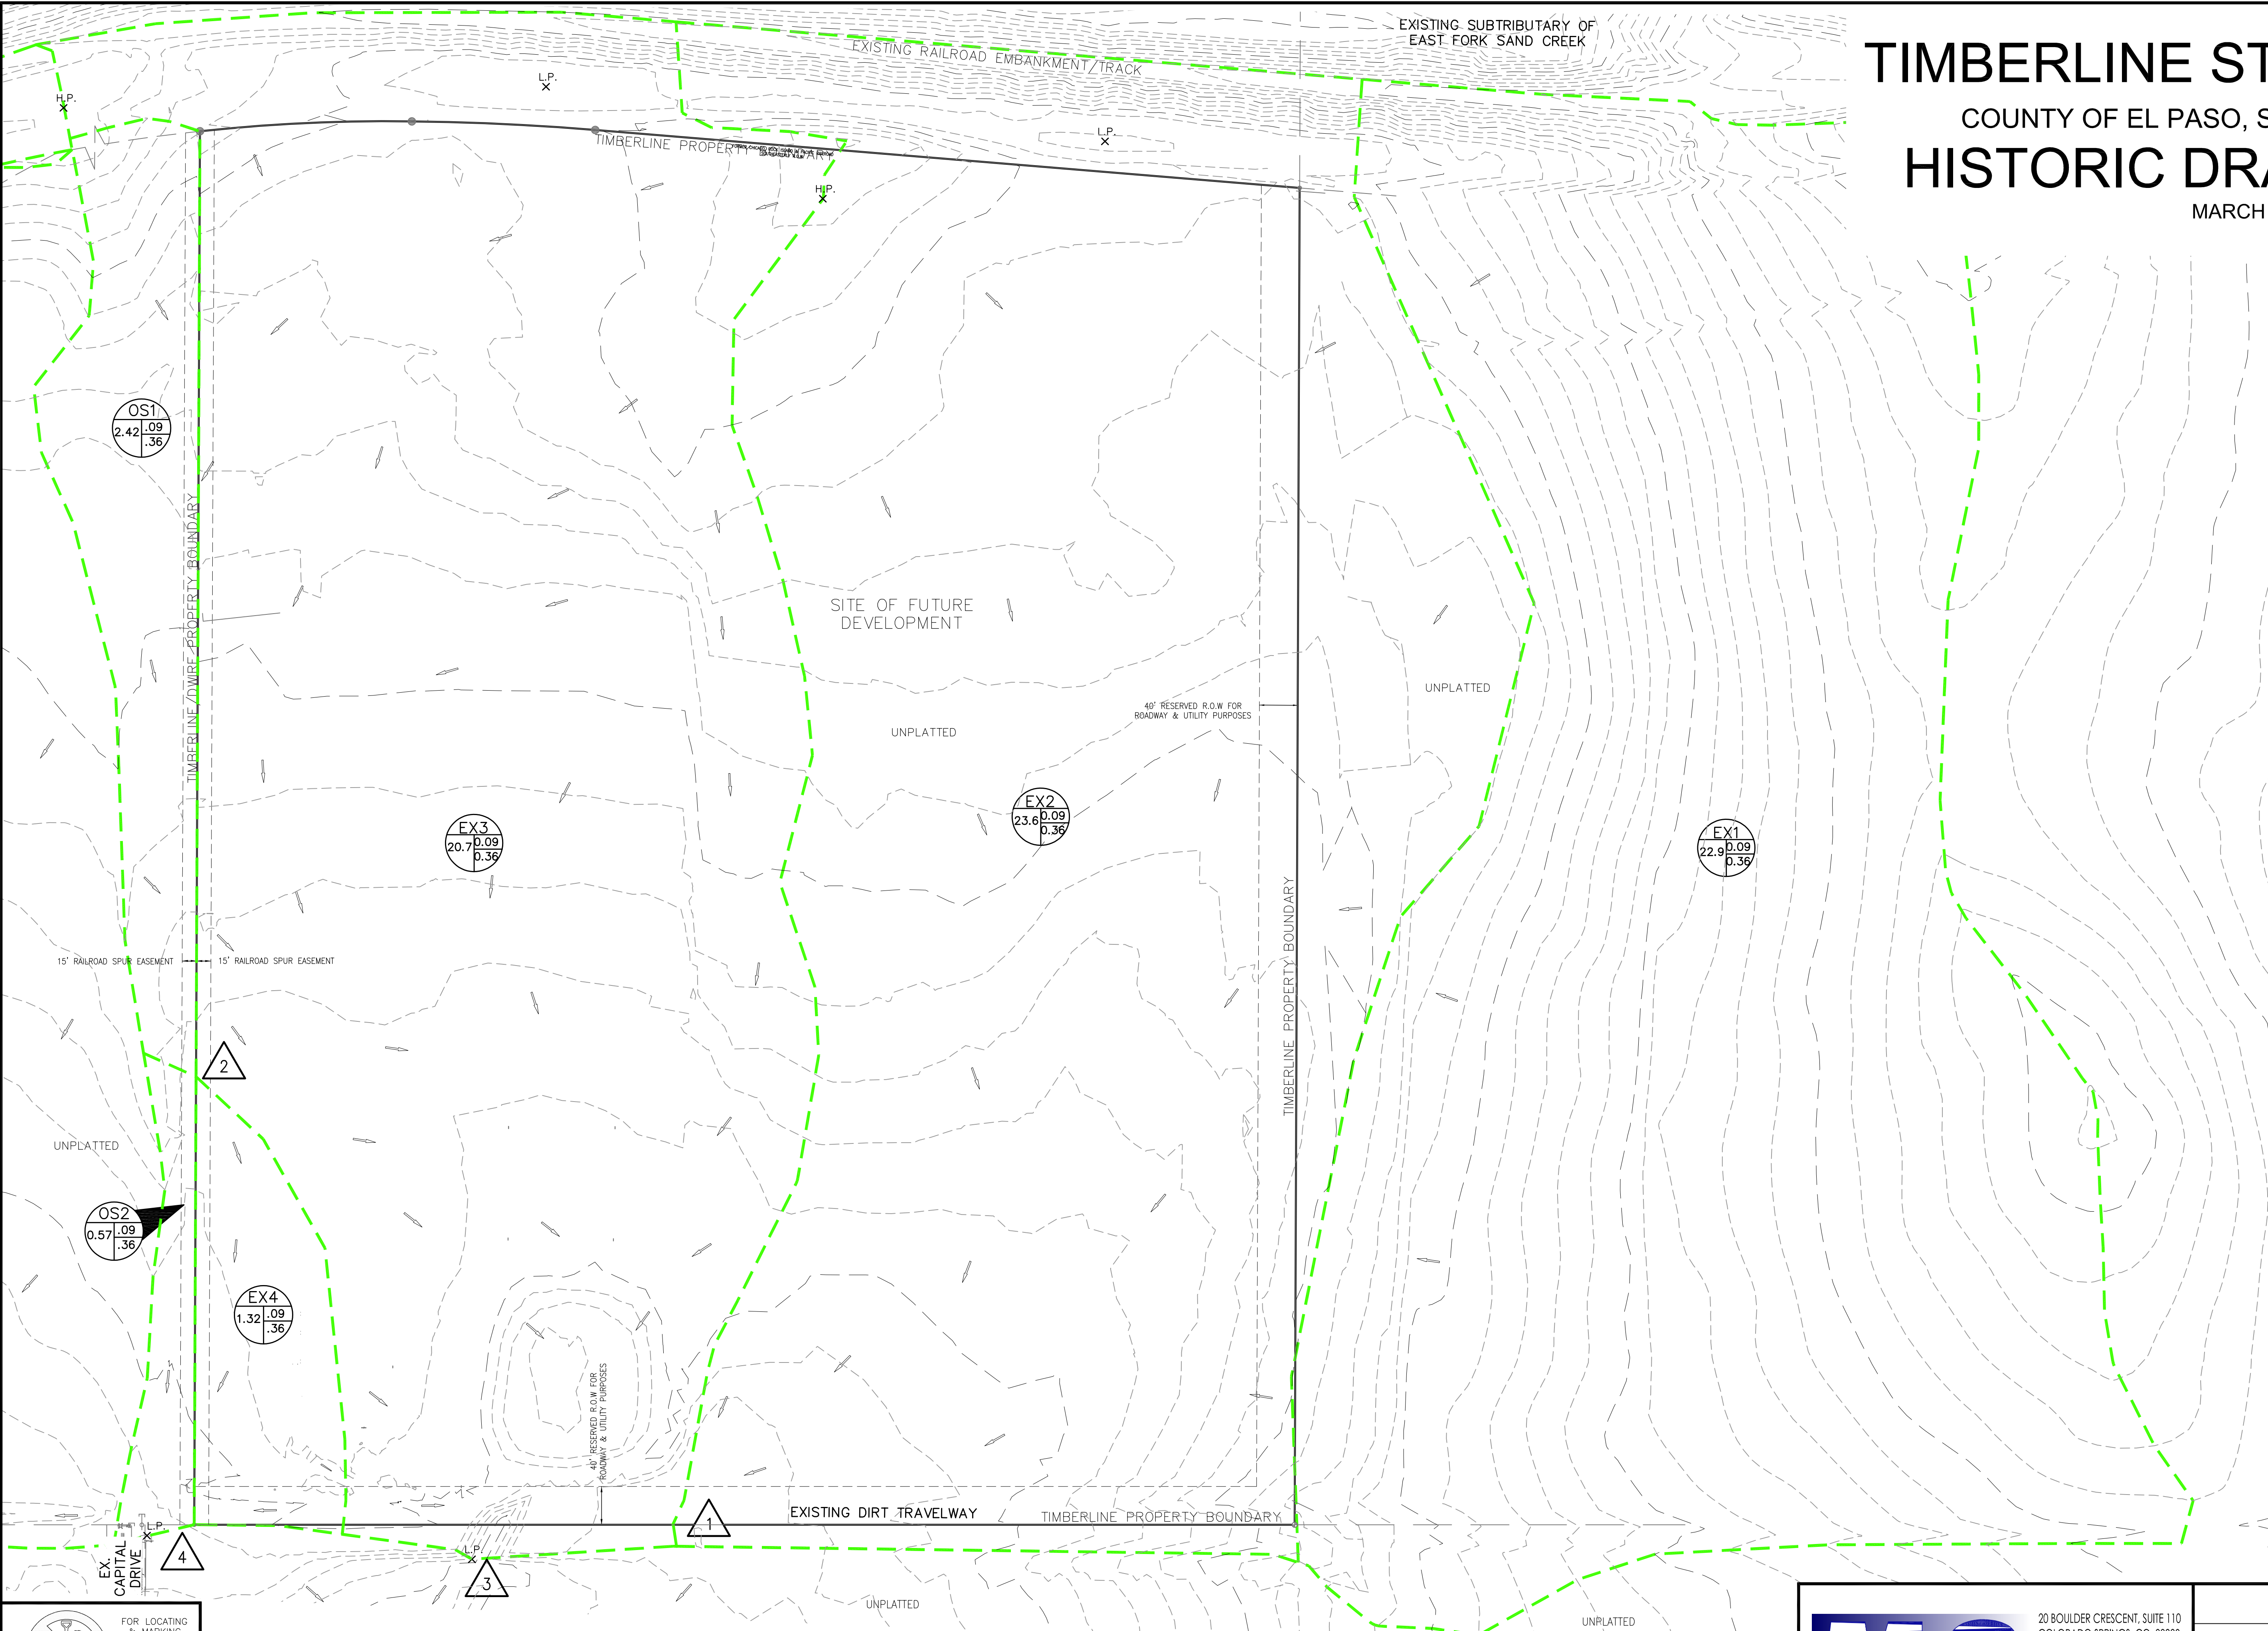 EXISTING SUBTRIBUTARY OF
EAST FORK SAND CREEK
TIMBERLINE ST
COUNTY OF EL PASO, S
HISTORIC DRA
MARCH
EXISTING RAILROAD EMBANKMENT/TRACK
H.P.
L.P.
L.P.
TIMBERLINE PROPERTY BOUNDARY
H.P.
OS1
2.42 .09
.36
TIMBERLINE/DWIRE PROPERTY BOUNDARY
SITE OF FUTURE
DEVELOPMENT
UNPLATTED
40' RESERVED R.O.W FOR
ROADWAY & UTILITY PURPOSES
UNPLATTED
EX3
20.7 0.09
0.36
EX2
23.6 0.09
0.36
EX1
22.9 0.09
0.36
TIMBERLINE PROPERTY BOUNDARY
15' RAILROAD SPUR EASEMENT
15' RAILROAD SPUR EASEMENT
2
UNPLATTED
OS2
0.57 .09
.36
EX4
1.32 .09
.36
40' RESERVED R.O.W FOR
ROADWAY & UTILITY PURPOSES
1
EXISTING DIRT TRAVELWAY
TIMBERLINE PROPERTY BOUNDARY
L.P.
4
EX.
CAPITAL
DRIVE
L.P.
3
UNPLATTED
UNPLATTED
FOR LOCATING
& MARKING
20 BOULDER CRESCENT, SUITE 110